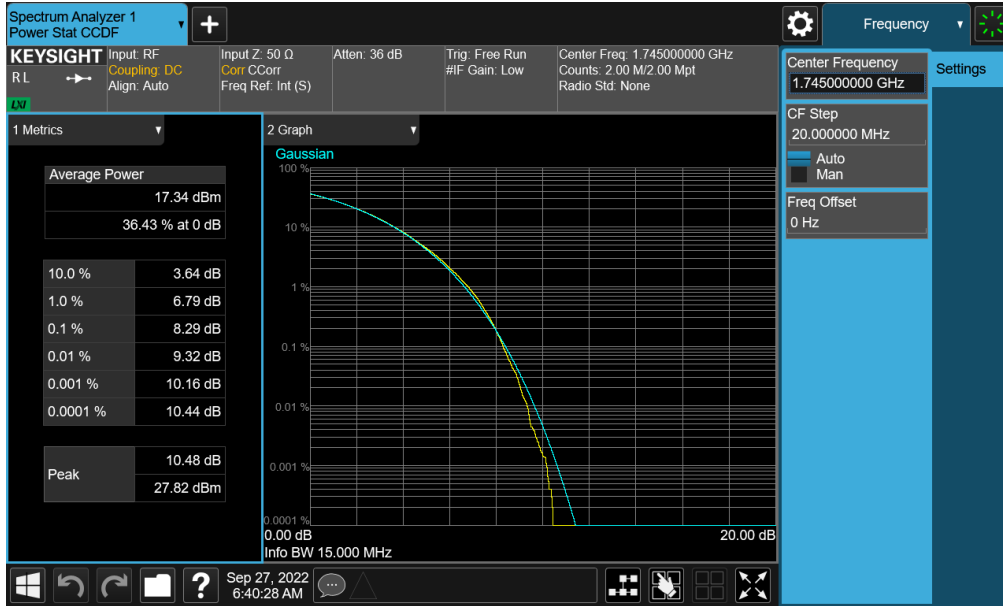 Spectrum Analyzer 1
Power Stat CCDF
Frequency
KEYSIGHT
R L
LXI
Input: RF
Coupling: DC
Align: Auto
Input Z: 50 Ω
Corr CCorr
Freq Ref: Int (S)
Atten: 36 dB
Trig: Free Run
#IF Gain: Low
Center Freq: 1.745000000 GHz
Counts: 2.00 M/2.00 Mpt
Radio Std: None
Center Frequency
1.745000000 GHz
Settings
CF Step
20.000000 MHz
Auto
Man
Freq Offset
0 Hz
1 Metrics
Average Power
17.34 dBm
36.43 % at 0 dB
10.0 % 3.64 dB
1.0 % 6.79 dB
0.1 % 8.29 dB
0.01 % 9.32 dB
0.001 % 10.16 dB
0.0001 % 10.44 dB
Peak 10.48 dB
27.82 dBm
2 Graph
Gaussian
100 %
10 %
1 %
0.1 %
0.01 %
0.001 %
0.0001 %
0.00 dB 20.00 dB
Info BW 15.000 MHz
?
Sep 27, 2022
6:40:28 AM